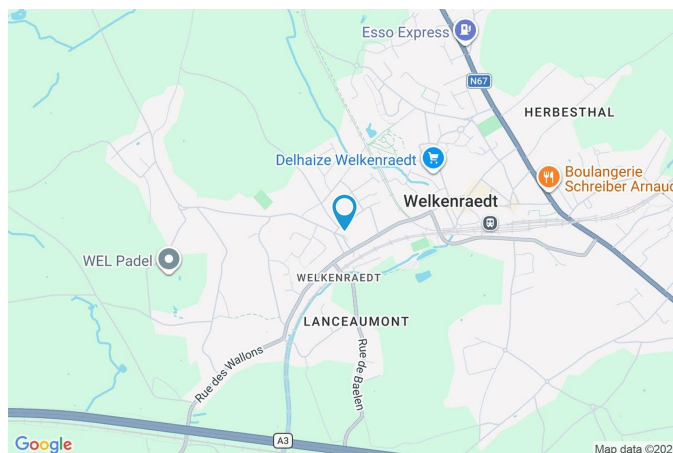 Esso Express
N67
HERBESTHAL
Delhaize Welkenraedt
Boulangerie
Schreiber Arnaud
Welkenraedt
WEL Padel
WELKENRAEDT
LANCEAUMONT
Rue des Wallons
Rue de Baelen
A3
Google
Map data ©202